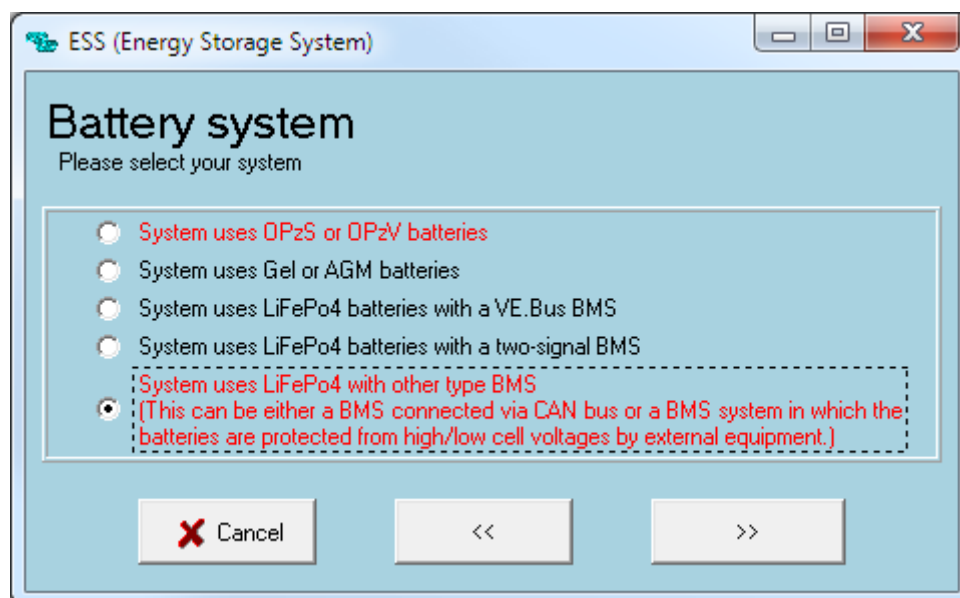 ESS (Energy Storage System)
Battery system
Please select your system
System uses OPzS or OPzV batteries
System uses Gel or AGM batteries
System uses LiFePo4 batteries with a VE.Bus BMS
System uses LiFePo4 batteries with a two-signal BMS
System uses LiFePo4 with other type BMS
(This can be either a BMS connected via CAN bus or a BMS system in which the
batteries are protected from high/low cell voltages by external equipment.)
Cancel
<<
>>